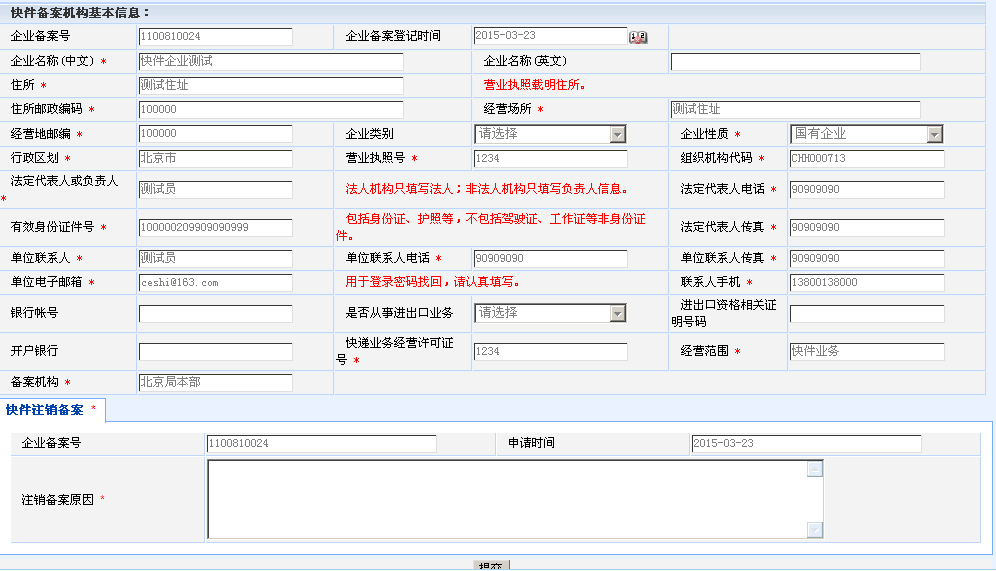 快件备案机构基本信息：
企业备案号 1100810024 企业备案登记时间 2015-03-23
企业名称(中文) * 快件企业测试 企业名称(英文)
住所 * 测试住址 营业执照载明住所。
住所邮政编码 * 100000 经营场所 * 测试住址
经营地邮编 * 100000 企业类别 请选择 企业性质 * 国有企业
行政区划 * 北京市 营业执照号 * 1234 组织机构代码 * CHH000713
法定代表人或负责人 * 测试员 法人机构只填写法人；非法人机构只填写负责人信息。 法定代表人电话 * 90909090
有效身份证件号 * 100000209909090999 包括身份证、护照等，不包括驾驶证、工作证等非身份证件。 法定代表人传真 * 90909090
单位联系人 * 测试员 单位联系人电话 * 90909090 单位联系人传真 * 90909090
单位电子邮箱 * ceshi@163.com 用于登录密码找回，请认真填写。 联系人手机 * 13800138000
银行帐号 是否从事进出口业务 请选择 进出口资格相关证明号码
开户银行 快递业务经营许可证号 * 1234 经营范围 * 快件业务
备案机构 * 北京局本部
快件注销备案 *
企业备案号 1100810024 申请时间 2015-03-23
注销备案原因 *
提交